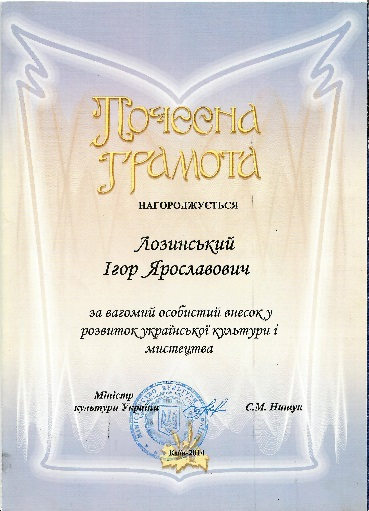 Почесна
грамота
НАГОРОДЖУЄТЬСЯ
Лозинський
Ігор Ярославович
за вагомий особистий внесок у
розвиток української культури і
мистецтва
Міністр
культури України
С.М. Нищук